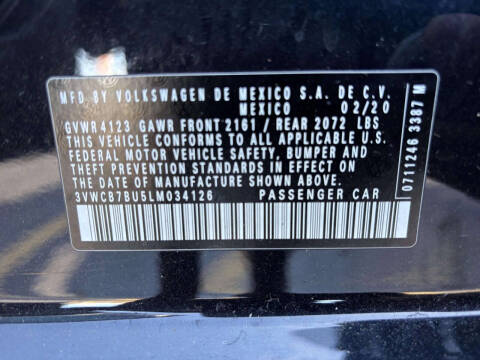 MFD BY VOLKSWAGEN DE MEXICO S.A. DE C.V.
MEXICO 02/20
GVWR 4123 GAWR FRONT 2161 / REAR 2072 LBS
THIS VEHICLE CONFORMS TO ALL APPLICABLE U.S.
FEDERAL MOTOR VEHICLE SAFETY, BUMPER AND
THEFT PREVENTION STANDARDS IN EFFECT ON
THE DATE OF MANUFACTURE SHOWN ABOVE
3VWCB7BU5LM034126 PASSENGER CAR
0711246 3387 M